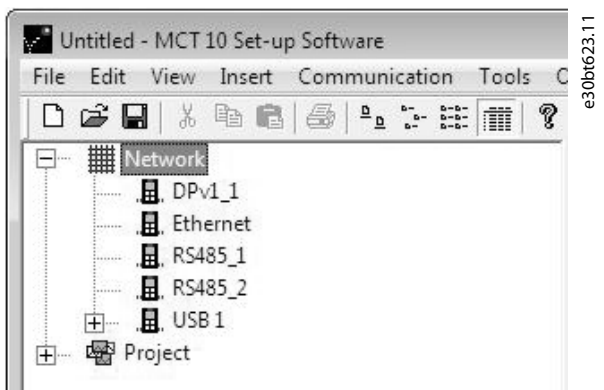 Untitled - MCT 10 Set-up Software
File Edit View Insert Communication Tools O
Network
DPv1_1
Ethernet
RS485_1
RS485_2
USB 1
Project
e30bt623.11